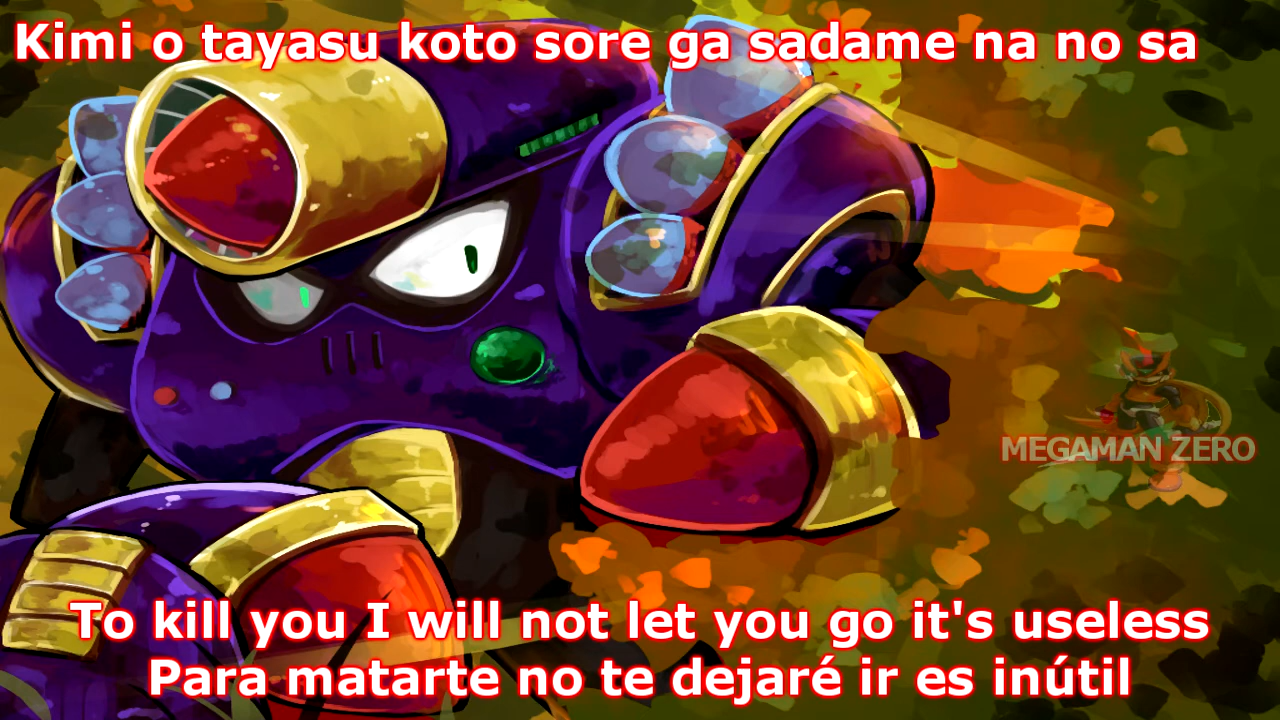 Kimi o tayasu koto sore ga sadame na no sa
MEGAMAN ZERO
To kill you I will not let you go it's useless
Para matarte no te dejaré ir es inútil